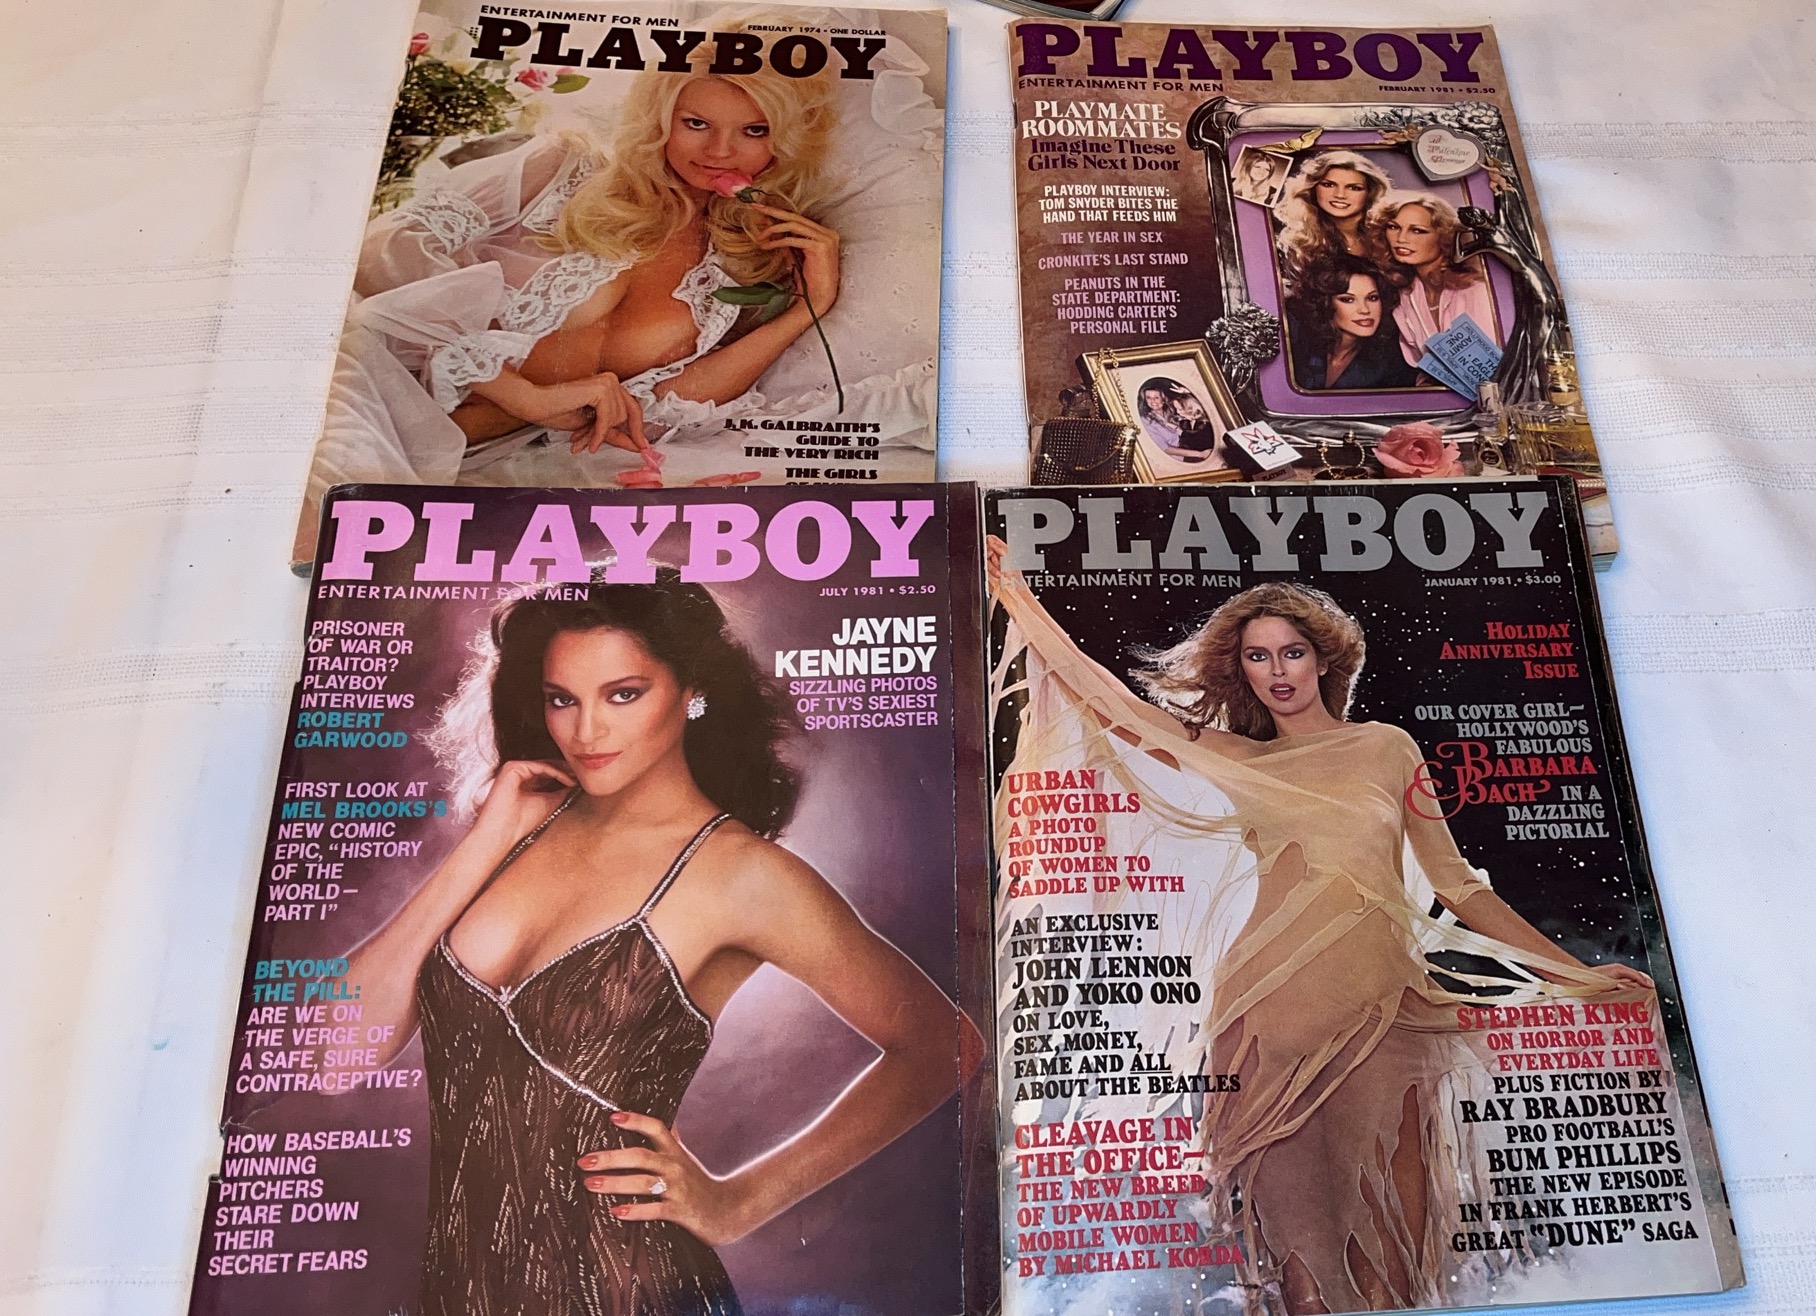 ENTERTAINMENT FOR MEN
FEBRUARY 1974 • ONE DOLLAR
PLAYBOY
J. K. GALBRAITH'S
GUIDE TO
THE VERY RICH
THE GIRLS
PLAYBOY
ENTERTAINMENT FOR MEN
FEBRUARY 1981 • $2.50
PLAYMATE
ROOMMATES
Imagine These
Girls Next Door
PLAYBOY INTERVIEW:
TOM SNYDER BITES THE
HAND THAT FEEDS HIM
THE YEAR IN SEX
CRONKITE'S LAST STAND
PEANUTS IN THE
STATE DEPARTMENT:
HODDING CARTER'S
PERSONAL FILE
ADMIT
ONE
PLAYBOY
ENTERTAINMENT FOR MEN
JULY 1981 • $2.50
PRISONER
OF WAR OR
TRAITOR?
PLAYBOY
INTERVIEWS
ROBERT
GARWOOD
FIRST LOOK AT
MEL BROOKS'S
NEW COMIC
EPIC, "HISTORY
OF THE
WORLD—
PART I"
BEYOND
THE PILL:
ARE WE ON
THE VERGE OF
A SAFE, SURE
CONTRACEPTIVE?
HOW BASEBALL'S
WINNING
PITCHERS
STARE DOWN
THEIR
SECRET FEARS
JAYNE
KENNEDY
SIZZLING PHOTOS
OF TV'S SEXIEST
SPORTSCASTER
PLAYBOY
ENTERTAINMENT FOR MEN
JANUARY 1981 • $3.00
HOLIDAY
ANNIVERSARY
ISSUE
OUR COVER GIRL—
HOLLYWOOD'S
FABULOUS
BARBARA
BACH IN A
DAZZLING
PICTORIAL
URBAN
COWGIRLS
A PHOTO
ROUNDUP
OF WOMEN TO
SADDLE UP WITH
AN EXCLUSIVE
INTERVIEW:
JOHN LENNON
AND YOKO ONO
ON LOVE,
SEX, MONEY,
FAME AND ALL
ABOUT THE BEATLES
CLEAVAGE IN
THE OFFICE—
THE NEW BREED
OF UPWARDLY
MOBILE WOMEN
BY MICHAEL KORDA
STEPHEN KING
ON HORROR AND
EVERYDAY LIFE
PLUS FICTION BY
RAY BRADBURY
PRO FOOTBALL'S
BUM PHILLIPS
THE NEW EPISODE
IN FRANK HERBERT'S
GREAT "DUNE" SAGA